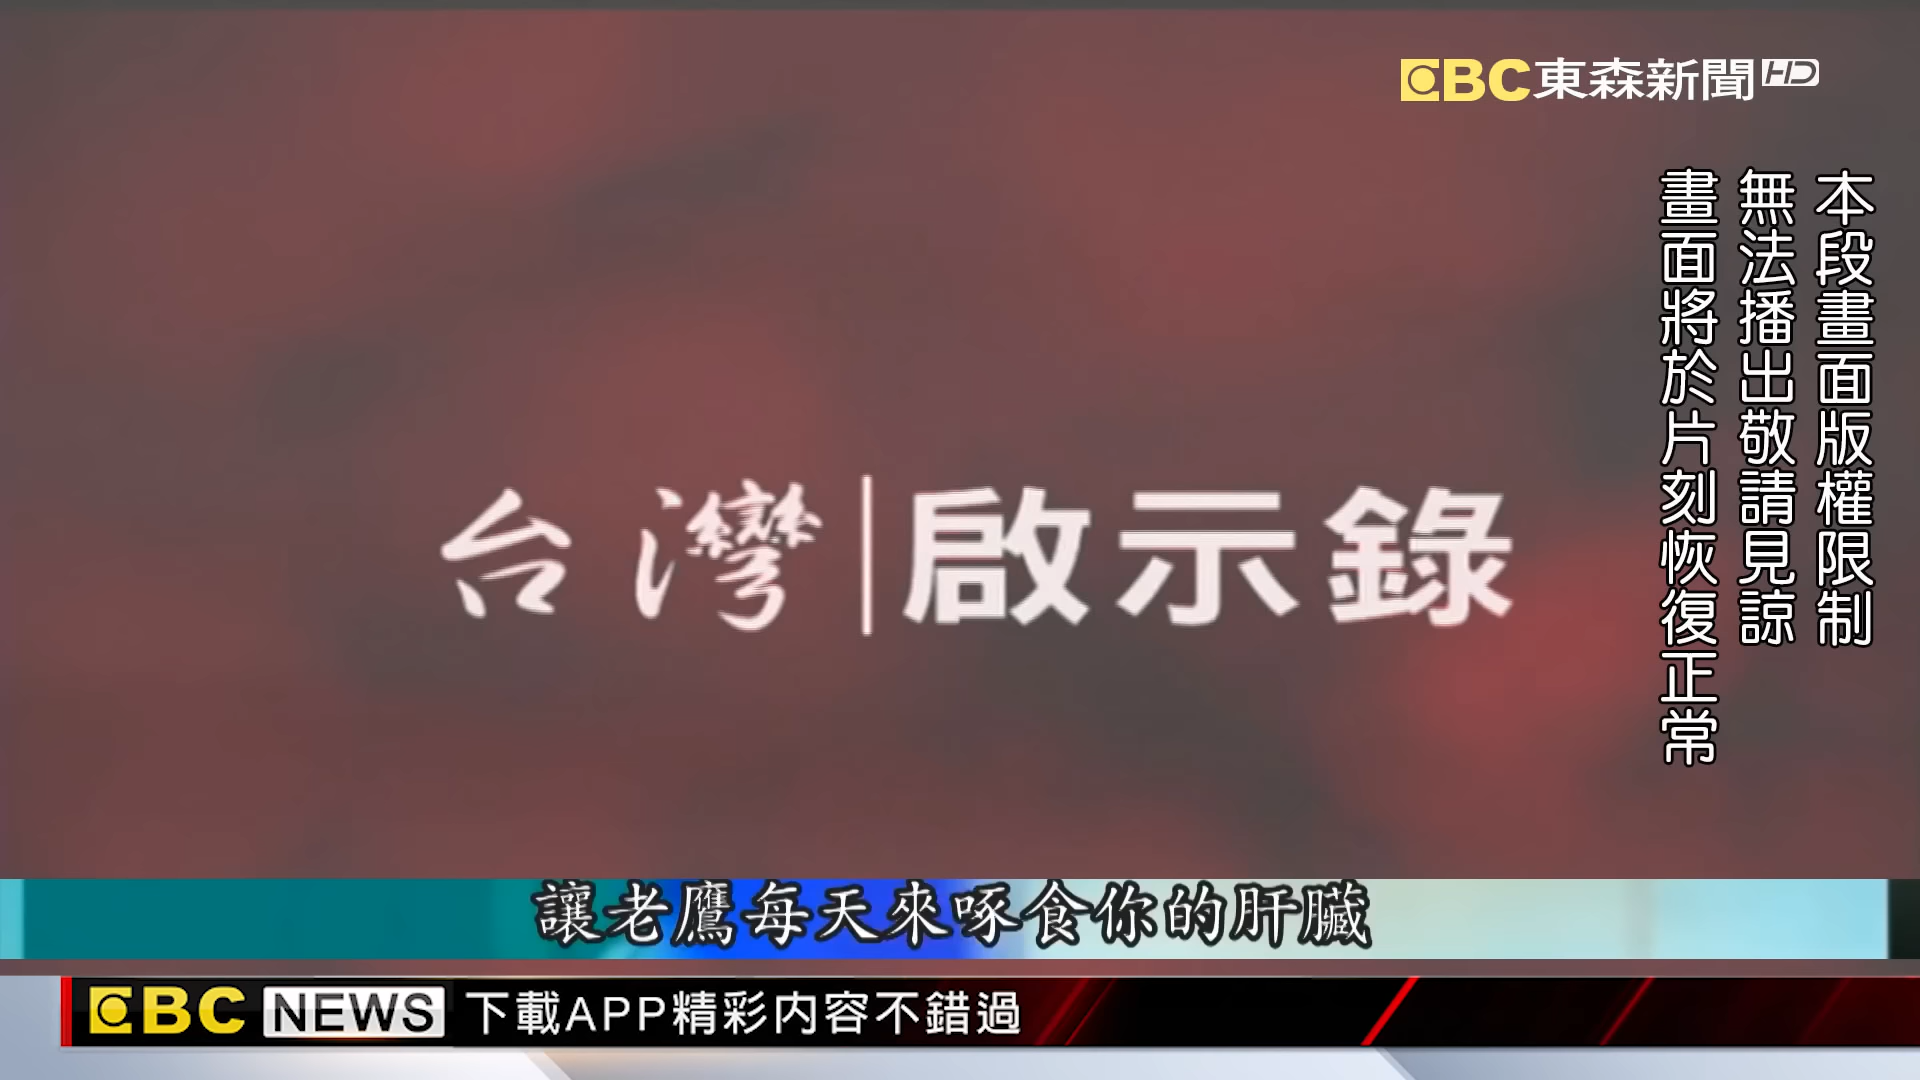 EBC東森新聞HD
本段畫面版權限制
無法播出敬請見諒
畫面將於片刻恢復正常
台灣|啟示錄
讓老鷹每天來啄食你的肝臟
EBC NEWS 下載APP精彩內容不錯過